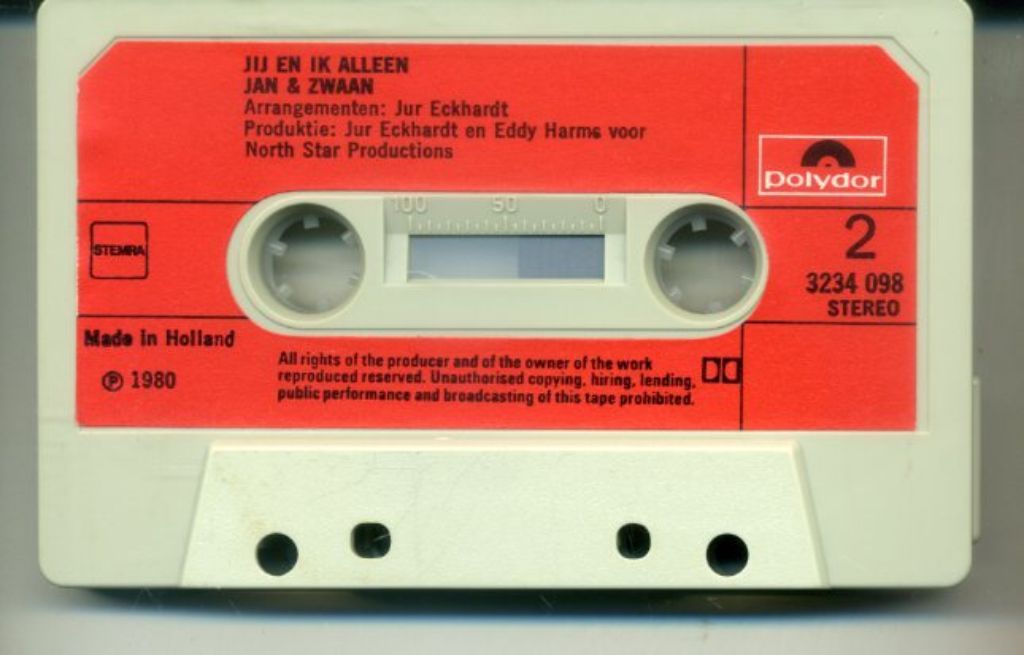 JIJ EN IK ALLEEN
JAN & ZWAAN
Arrangementen: Jur Eckhardt
Produktie: Jur Eckhardt en Eddy Harms voor
North Star Productions
polydor
100 50 0
STEMRA
2
3234 098
STEREO
Made in Holland
℗ 1980
All rights of the producer and of the owner of the work
reproduced reserved. Unauthorised copying, hiring, lending,
public performance and broadcasting of this tape prohibited.